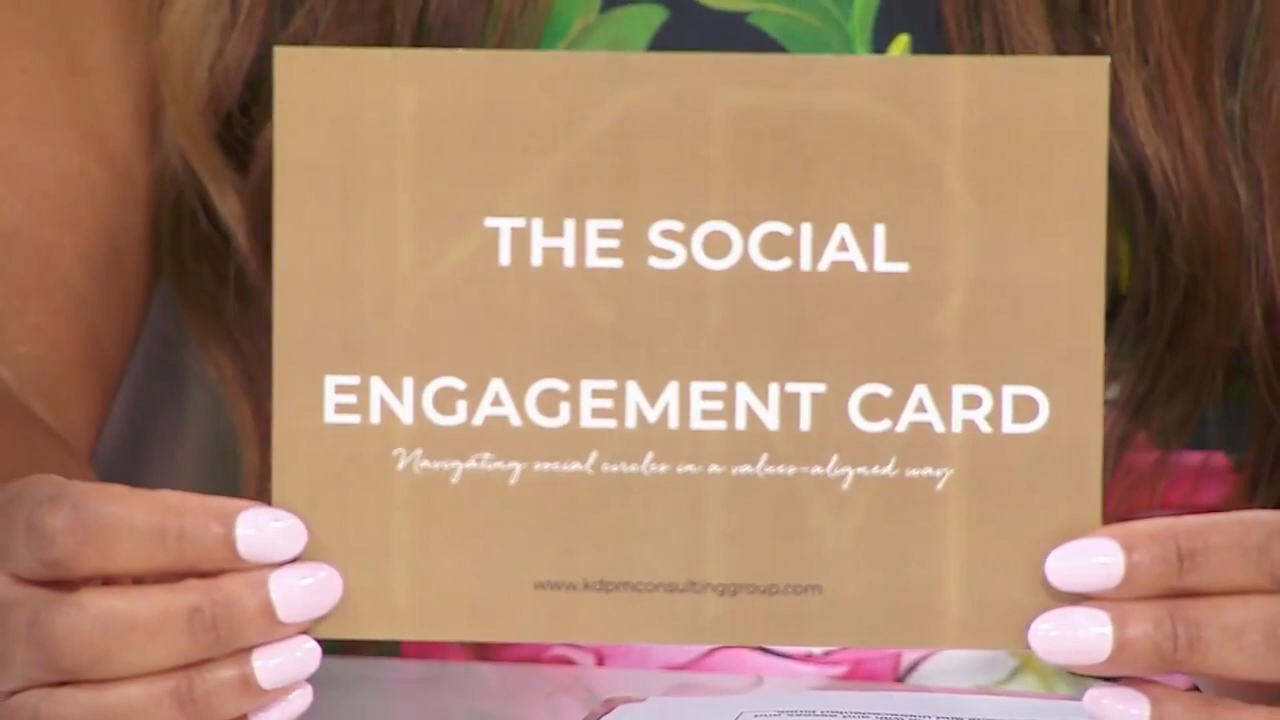 THE SOCIAL
ENGAGEMENT CARD
Navigating social circles in a values-aligned way
www.kdpmconsultinggroup.com